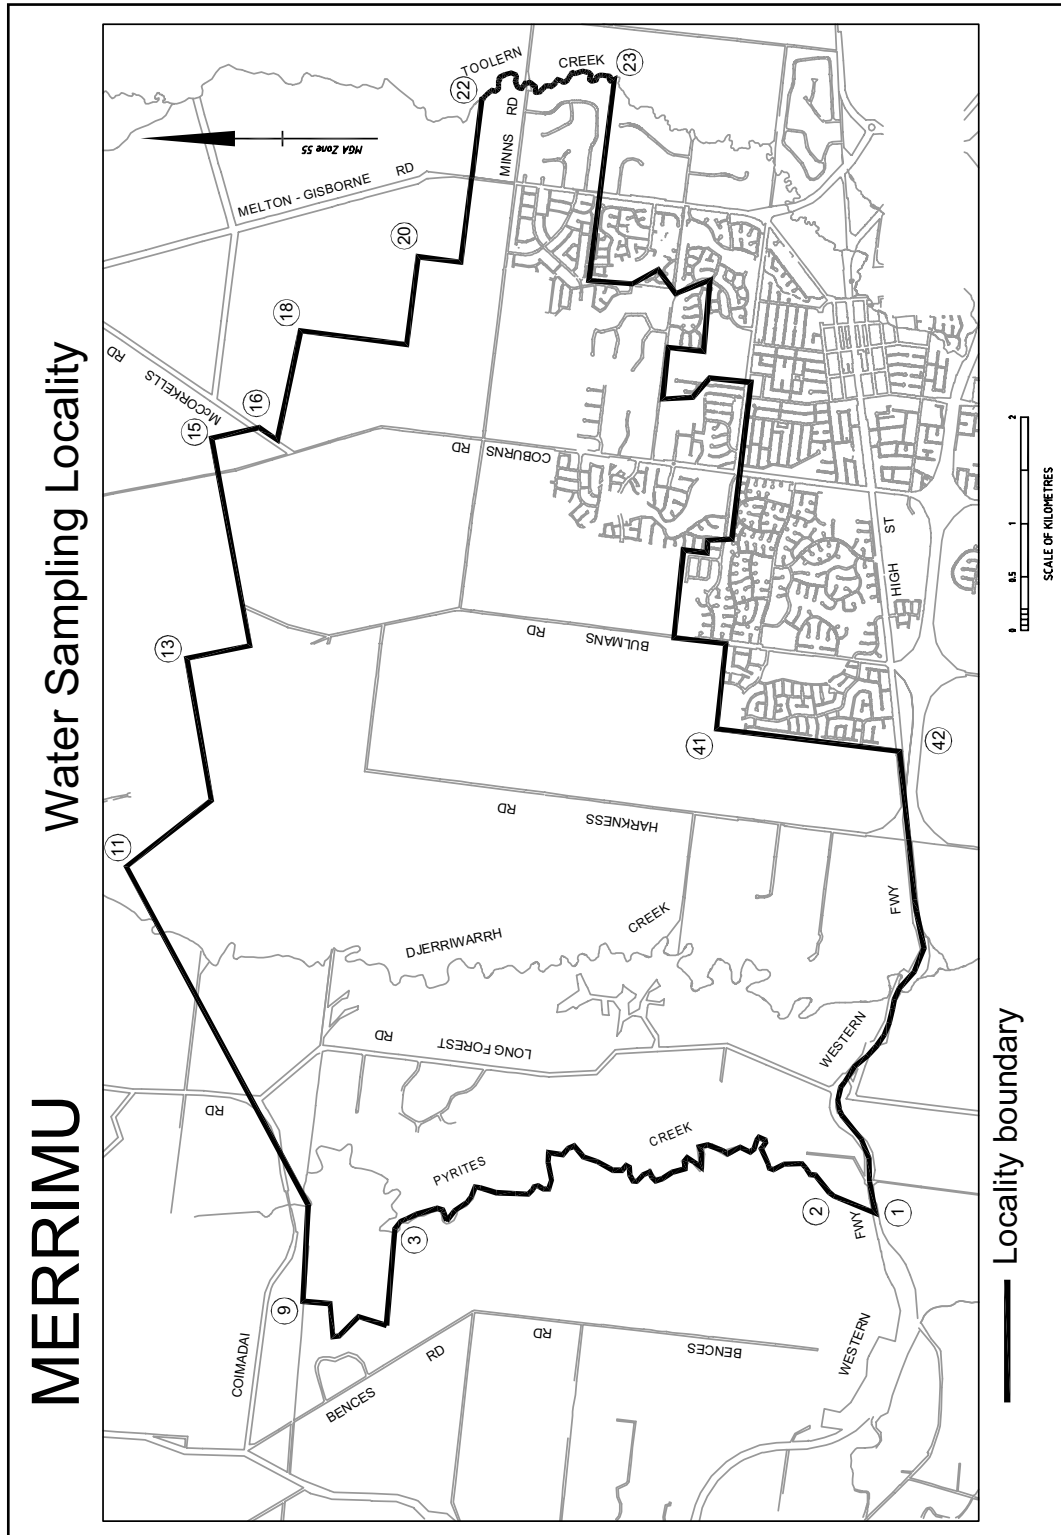 MERRIMU
Water Sampling Locality
McCORKELLS
RD
MELTON - GISBORNE
RD
MGA Zone 55
TOOLERN
CREEK
MINNS
RD
COBURNS
RD
BULMANS
RD
HARKNESS
RD
DJERRIWARRH
CREEK
LONG FOREST
RD
RD
COIMADAI
PYRITES
CREEK
BENCES
RD
BENCES
RD
WESTERN
FWY
WESTERN
FWY
HIGH
ST
1
2
3
9
11
13
15
16
18
20
22
23
41
42
Locality boundary
0
0.5
1
2
SCALE OF KILOMETRES